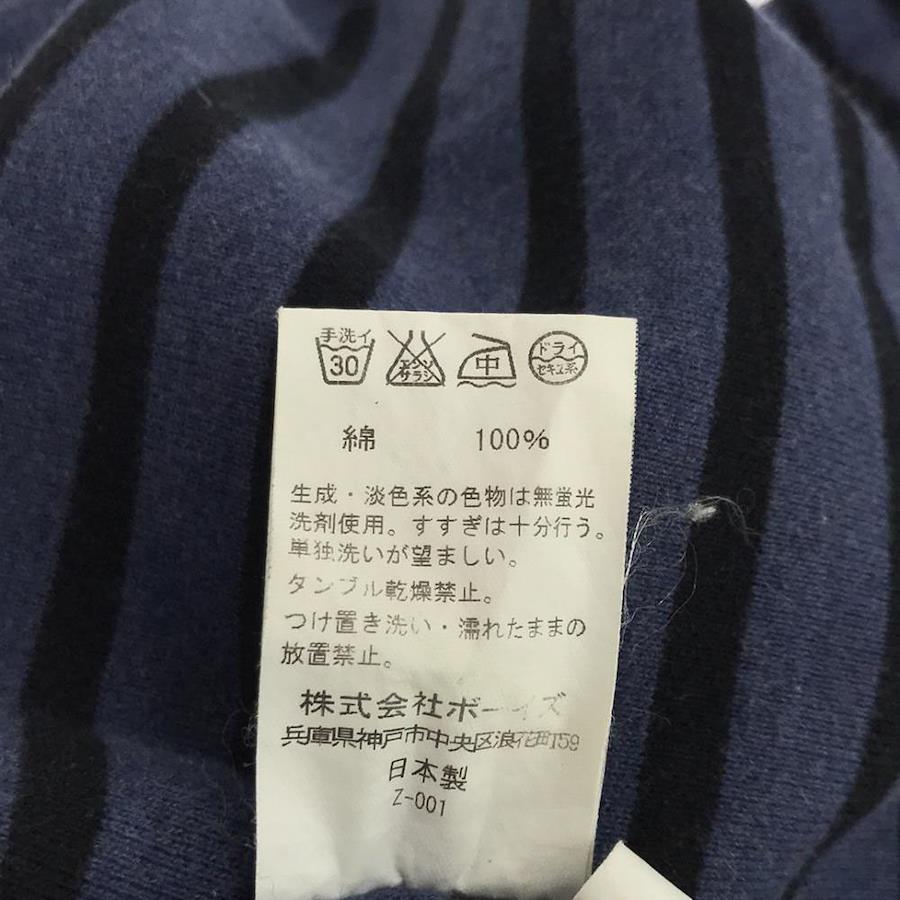 手洗イ
30
エンソ
サラシ
中
ドライ
セキユ系
綿 100%
生成・淡色系の色物は無蛍光
洗剤使用。すすぎは十分行う。
単独洗いが望ましい。
タンブル乾燥禁止。
つけ置き洗い・濡れたままの
放置禁止。
株式会社ボーイズ
兵庫県神戸市中央区浪花町59
日本製
Z-001